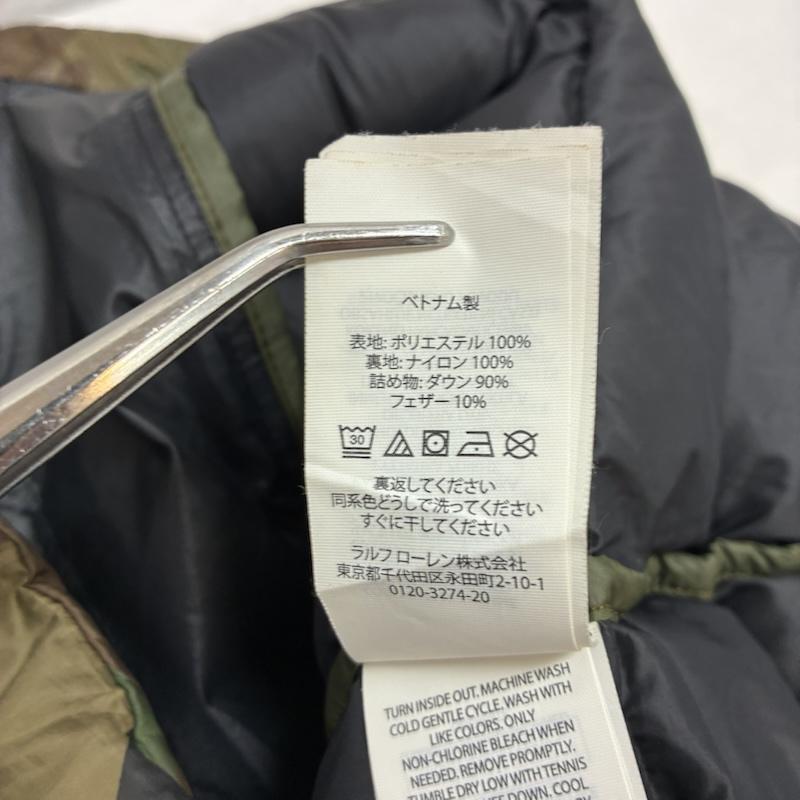 ベトナム製
表地: ポリエステル 100%
裏地: ナイロン 100%
詰め物: ダウン 90%
フェザー 10%
30
裏返してください
同系色どうしで洗ってください
すぐに干してください
ラルフ ローレン株式会社
東京都千代田区永田町2-10-1
0120-3274-20
TURN INSIDE OUT. MACHINE WASH
COLD GENTLE CYCLE. WASH WITH
LIKE COLORS. ONLY
NON-CHLORINE BLEACH WHEN
NEEDED. REMOVE PROMPTLY.
TUMBLE DRY LOW WITH TENNIS
DOWN. COOL